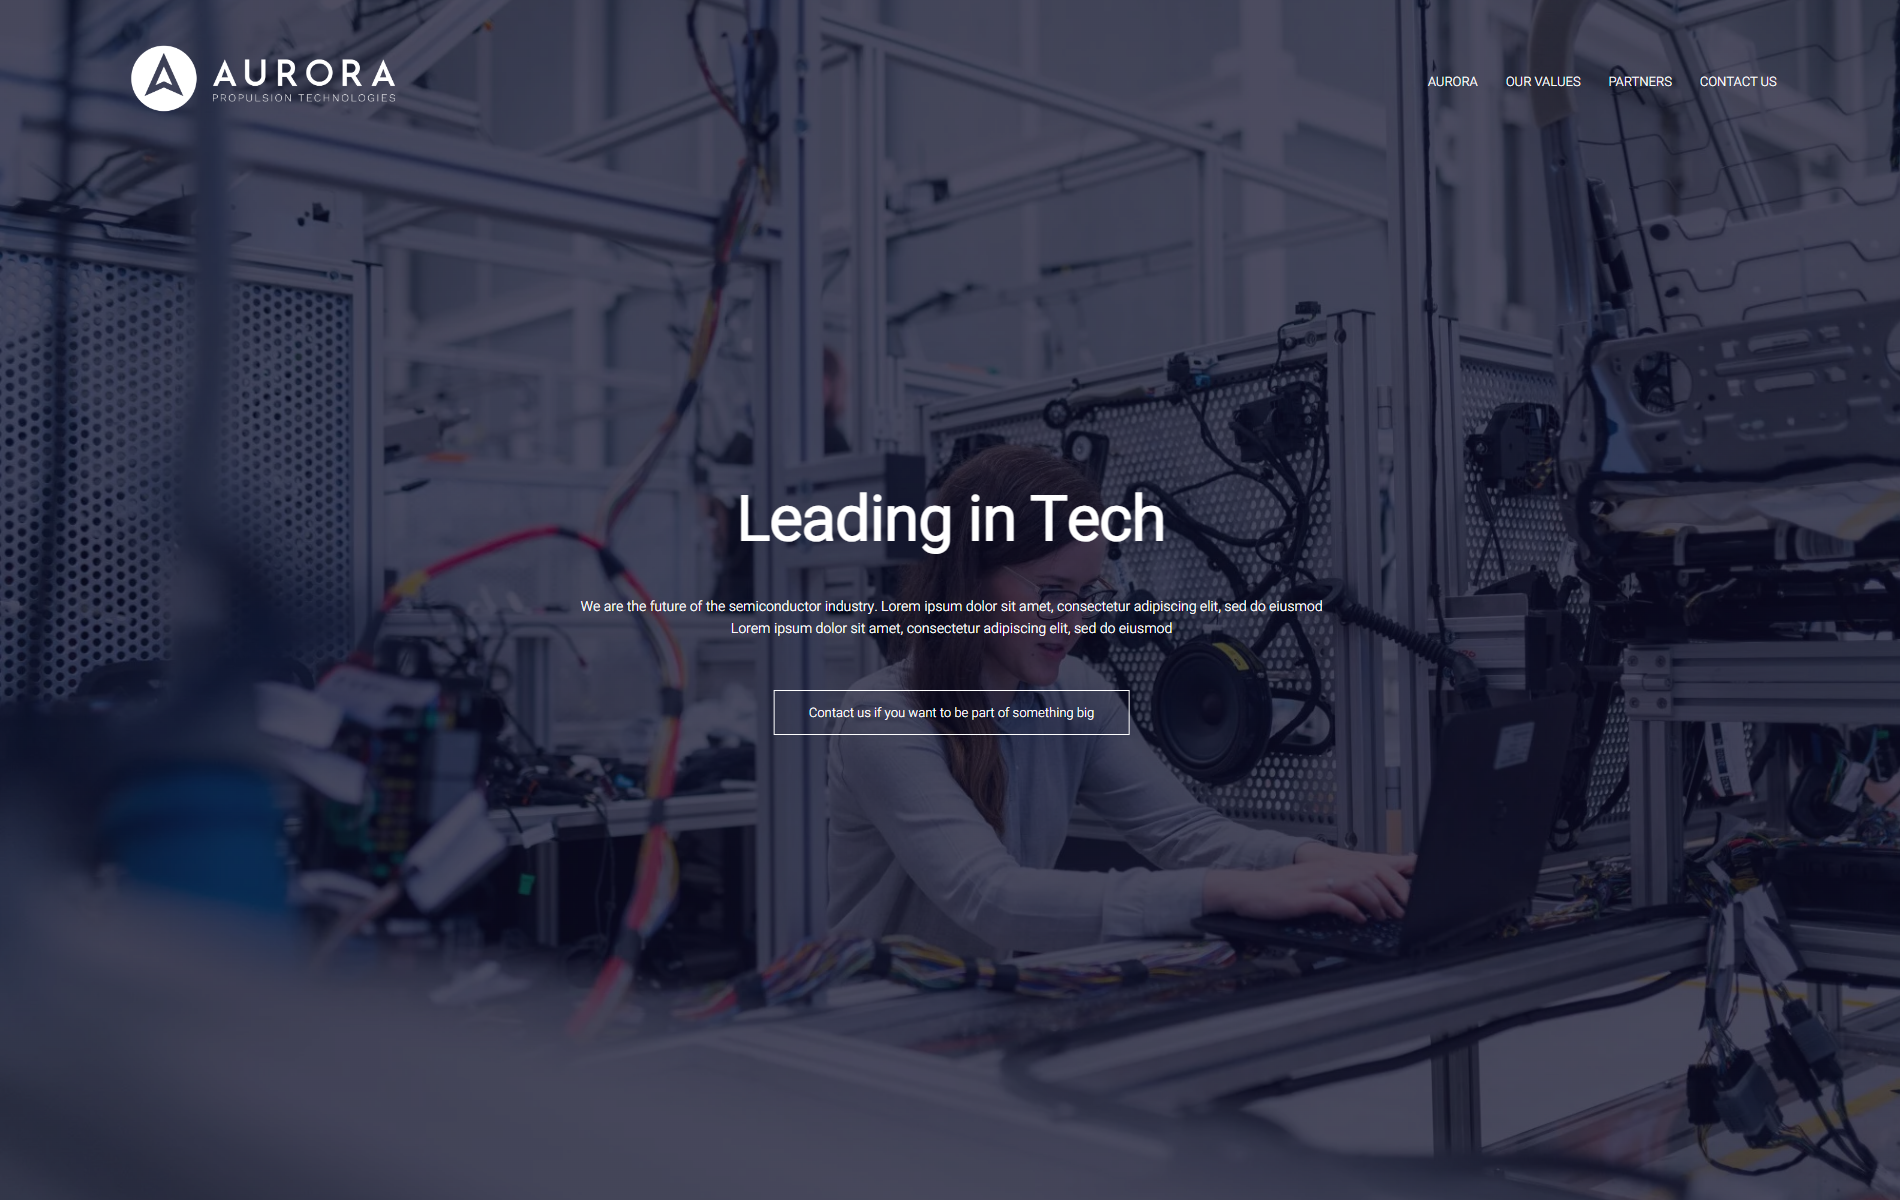 AURORA
PROPULSION TECHNOLOGIES
AURORA OUR VALUES PARTNERS CONTACT US
Leading in Tech
We are the future of the semiconductor industry. Lorem ipsum dolor sit amet, consectetur adipiscing elit, sed do eiusmod
Lorem ipsum dolor sit amet, consectetur adipiscing elit, sed do eiusmod
Contact us if you want to be part of something big